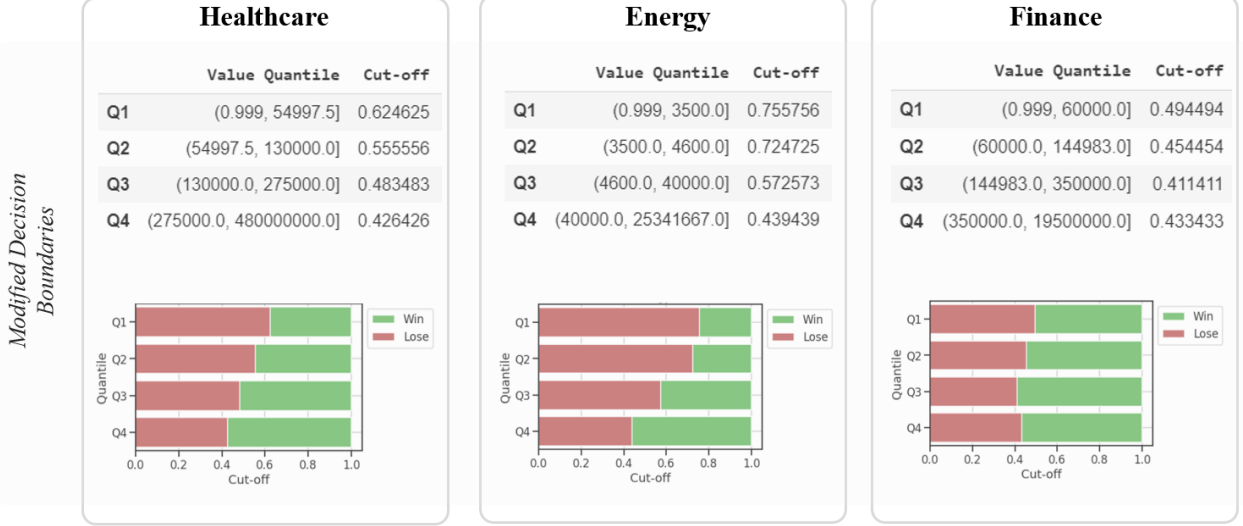 Modified Decision
Boundaries
Healthcare
Value Quantile Cut-off
Q1 (0.999, 54997.5] 0.624625
Q2 (54997.5, 130000.0] 0.555556
Q3 (130000.0, 275000.0] 0.483483
Q4 (275000.0, 480000000.0] 0.426426
Quantile
Q1
Q2
Q3
Q4
0.0 0.2 0.4 0.6 0.8 1.0
Cut-off
Win
Lose
Energy
Value Quantile Cut-off
Q1 (0.999, 3500.0] 0.755756
Q2 (3500.0, 4600.0] 0.724725
Q3 (4600.0, 40000.0] 0.572573
Q4 (40000.0, 25341667.0] 0.439439
Quantile
Q1
Q2
Q3
Q4
0.0 0.2 0.4 0.6 0.8 1.0
Cut-off
Win
Lose
Finance
Value Quantile Cut-off
Q1 (0.999, 60000.0] 0.494494
Q2 (60000.0, 144983.0] 0.454454
Q3 (144983.0, 350000.0] 0.411411
Q4 (350000.0, 19500000.0] 0.433433
Quantile
Q1
Q2
Q3
Q4
0.0 0.2 0.4 0.6 0.8 1.0
Cut-off
Win
Lose